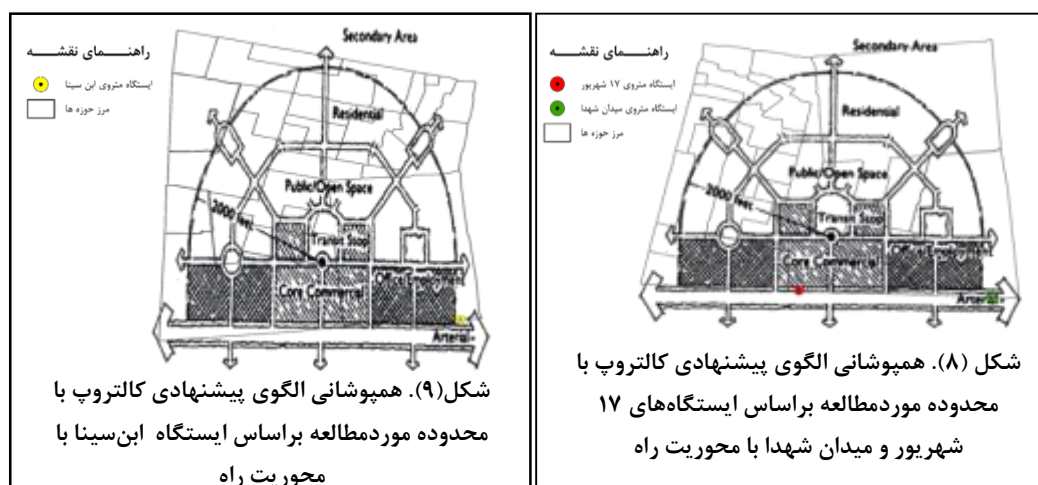 راهنمای نقشه
ایستگاه متروی ۱۷ شهریور
ایستگاه متروی میدان شهدا
مرز حوزه ها
Secondary Area
Residential
Public/Open Space
2000 feet
Transit Stop
Core Commercial
Office/Employment
Arterial
شکل (۸). همپوشانی الگوی پیشنهادی کالتروپ با
محدوده موردمطالعه براساس ایستگاه‌های ۱۷
شهریور و میدان شهدا با محوریت راه
راهنمای نقشه
ایستگاه متروی ابن سینا
مرز حوزه ها
Secondary Area
Residential
Public/Open Space
2000 feet
Transit Stop
Office/Employment
Core Commercial
Arterial
شکل(۹). همپوشانی الگوی پیشنهادی کالتروپ با
محدوده موردمطالعه براساس ایستگاه ابن‌سینا با
محوریت راه